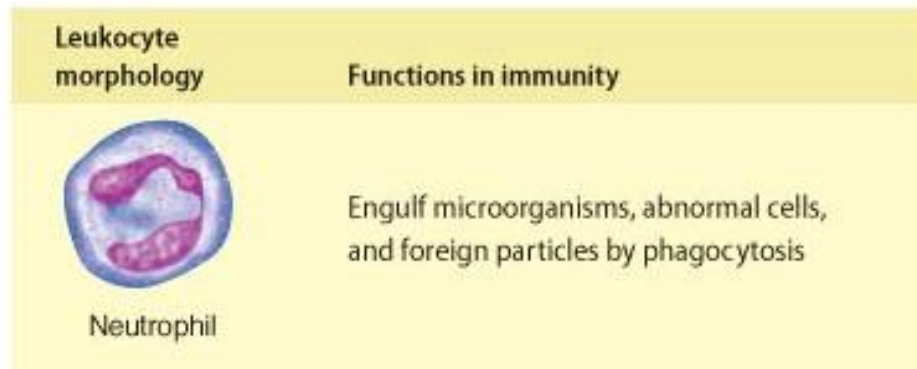 Leukocyte
morphology
Functions in immunity
Engulf microorganisms, abnormal cells,
and foreign particles by phagocytosis
Neutrophil